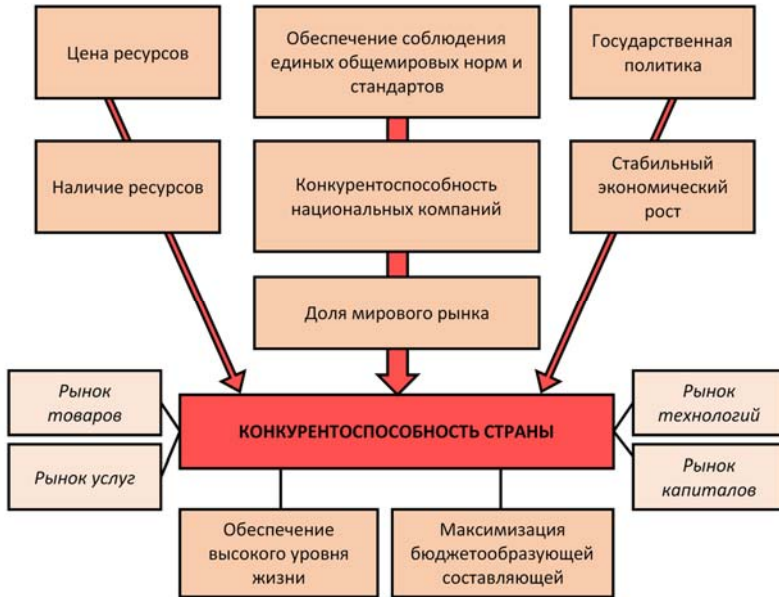 Цена ресурсов
Обеспечение соблюдения
единых общемировых норм и
стандартов
Государственная
политика
Наличие ресурсов
Конкурентоспособность
национальных компаний
Стабильный
экономический
рост
Доля мирового рынка
Рынок
товаров
Рынок услуг
КОНКУРЕНТОСПОСОБНОСТЬ СТРАНЫ
Рынок
технологий
Рынок
капиталов
Обеспечение
высокого уровня
жизни
Максимизация
бюджетообразующей
составляющей